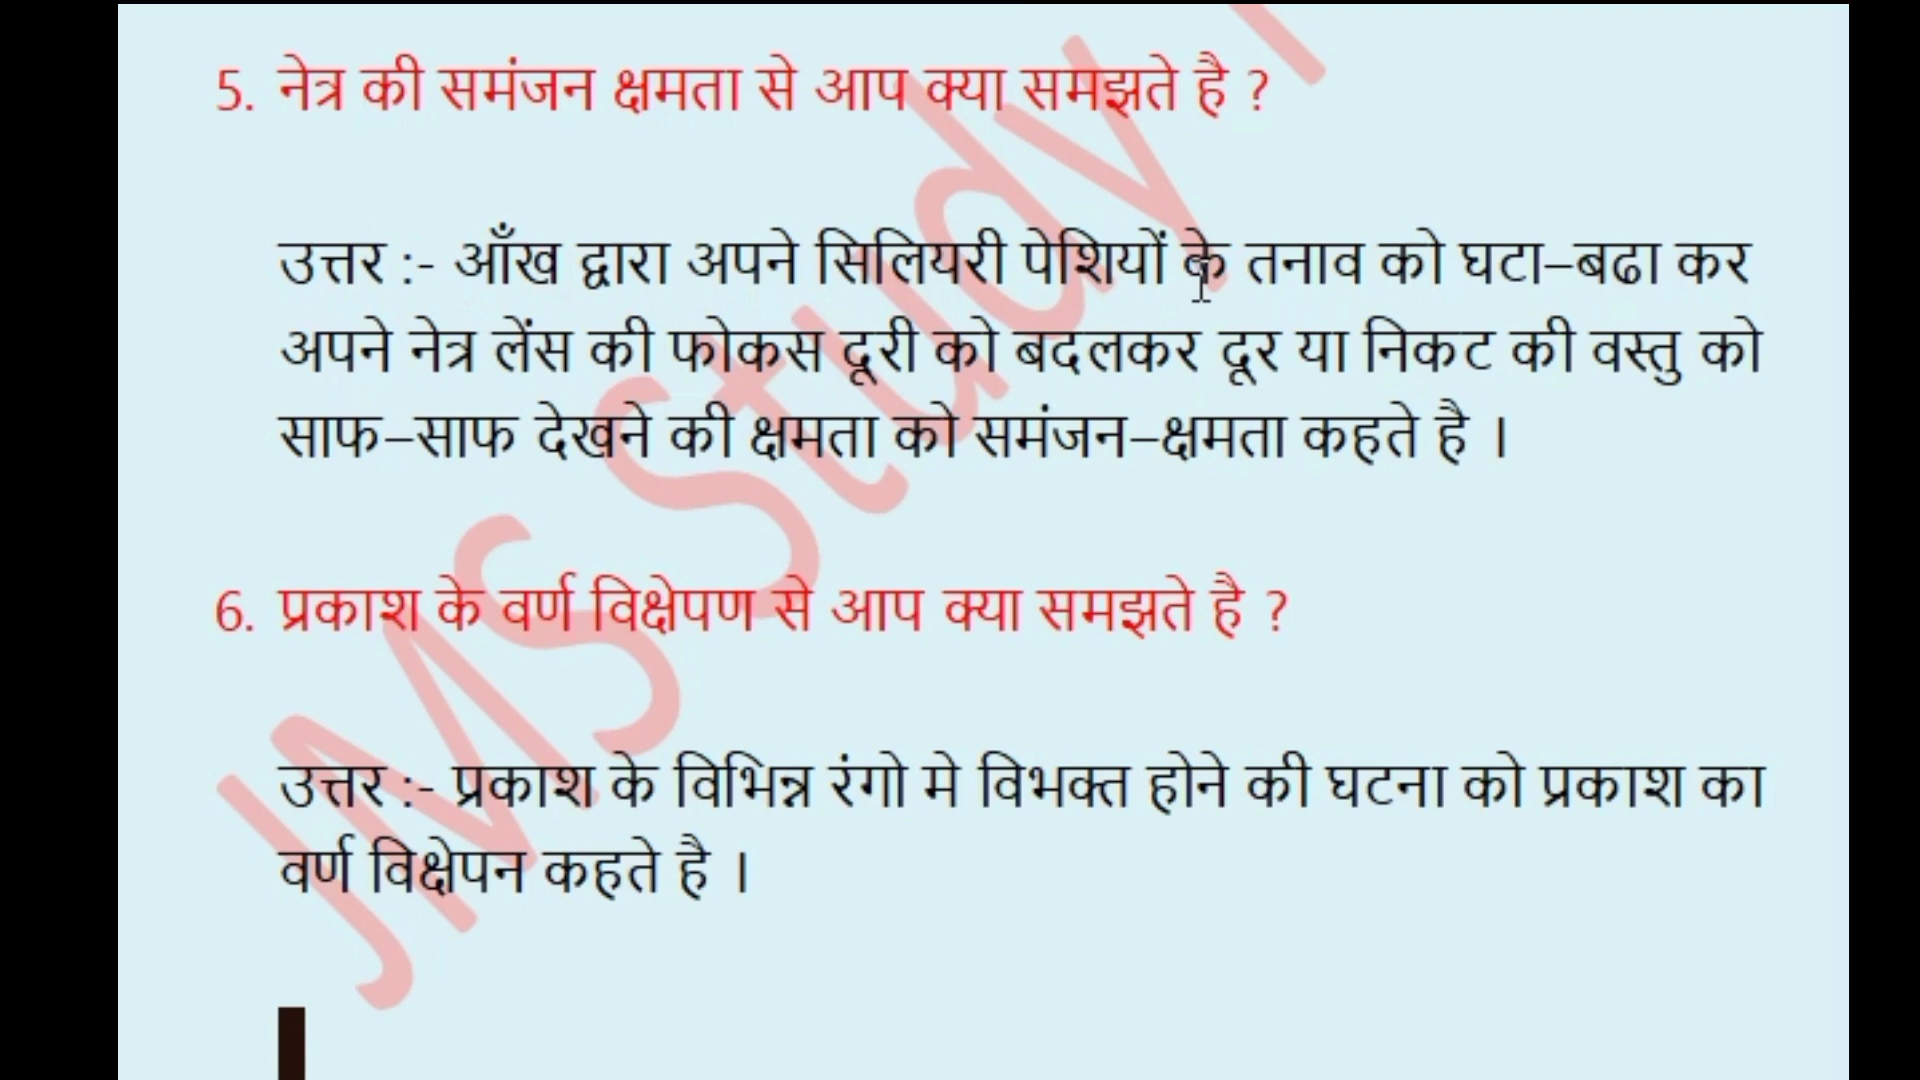 5. नेत्र की समंजन क्षमता से आप क्या समझते है ?
उत्तर :- आँख द्वारा अपने सिलियरी पेशियों के तनाव को घटा–बढा कर
अपने नेत्र लेंस की फोकस दूरी को बदलकर दूर या निकट की वस्तु को
साफ–साफ देखने की क्षमता को समंजन–क्षमता कहते है ।
6. प्रकाश के वर्ण विक्षेपण से आप क्या समझते है ?
उत्तर :- प्रकाश के विभिन्न रंगो मे विभक्त होने की घटना को प्रकाश का
वर्ण विक्षेपन कहते है ।
JMS Study